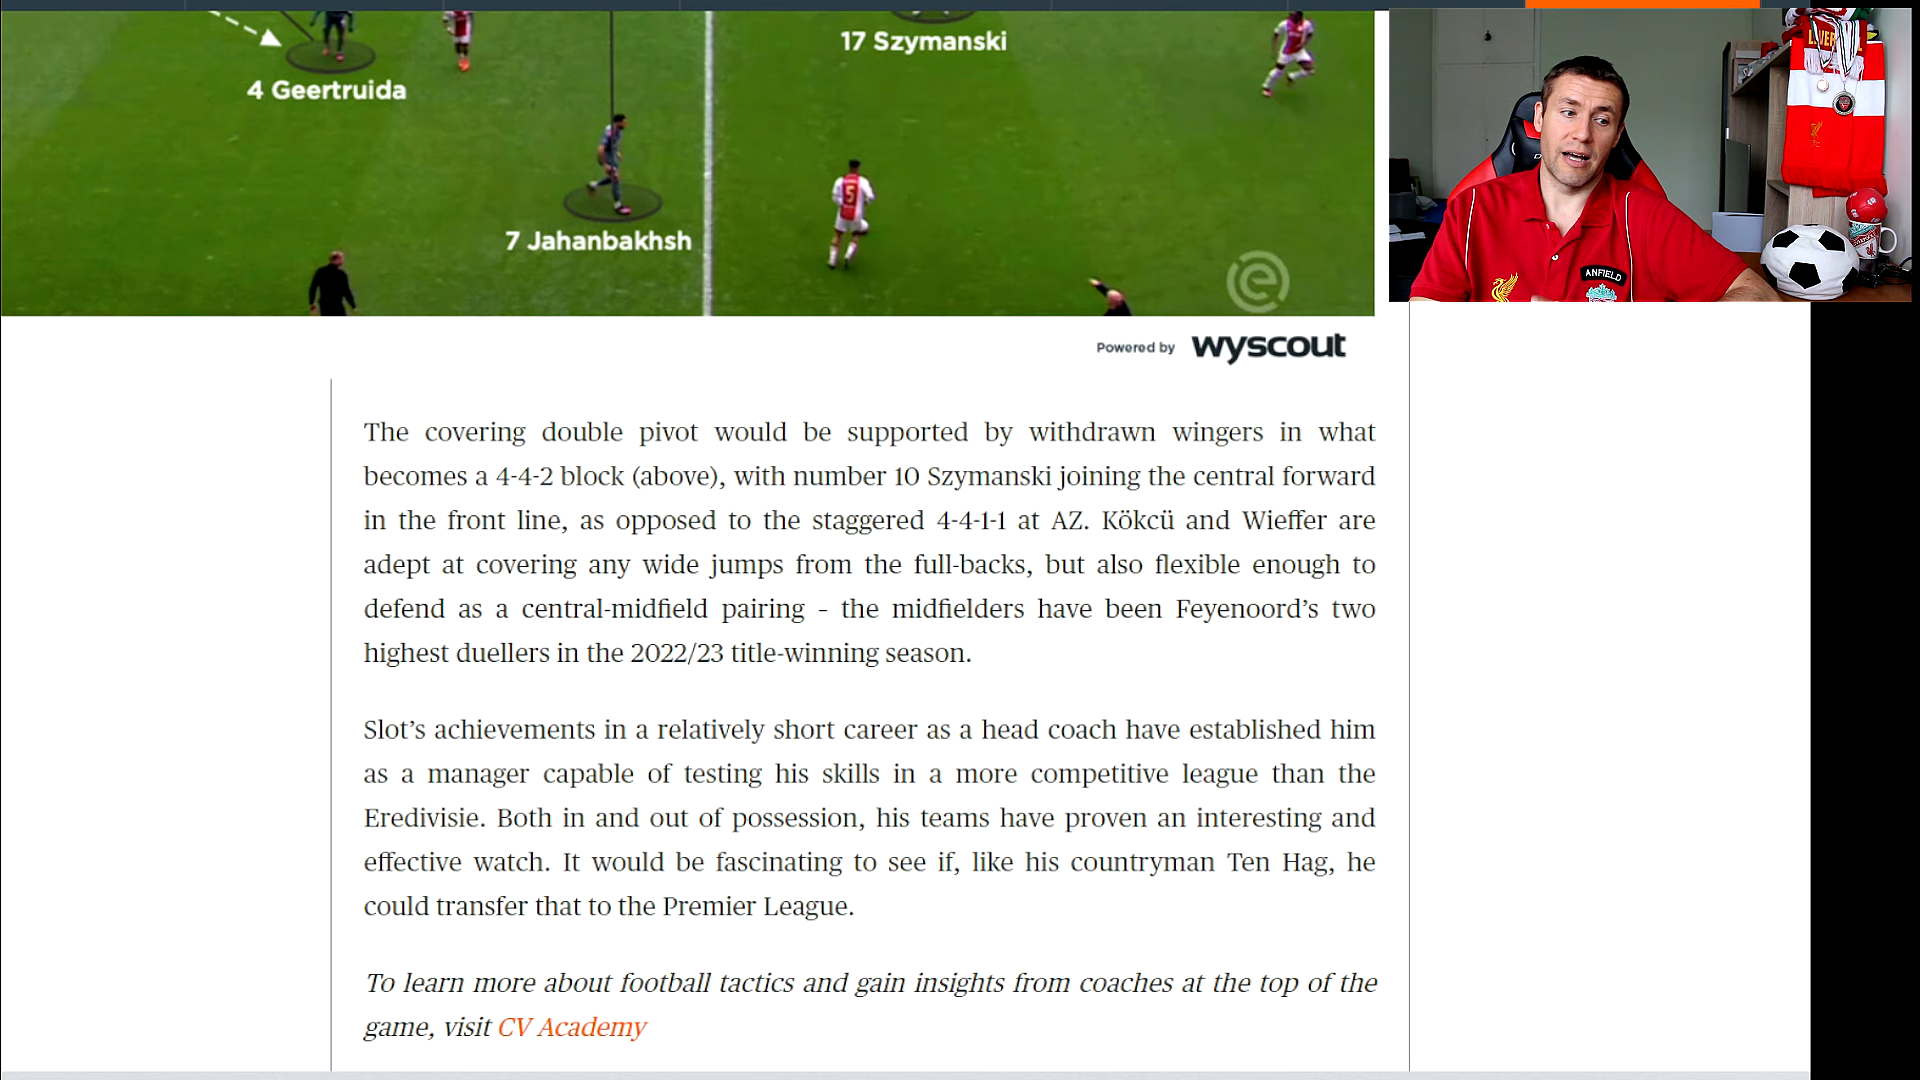 17 Szymanski
4 Geertruida
5
7 Jahanbakhsh
ANFIELD
Powered by wyscout
The covering double pivot would be supported by withdrawn wingers in what
becomes a 4-4-2 block (above), with number 10 Szymanski joining the central forward
in the front line, as opposed to the staggered 4-4-1-1 at AZ. Kökcü and Wieffer are
adept at covering any wide jumps from the full-backs, but also flexible enough to
defend as a central-midfield pairing – the midfielders have been Feyenoord’s two
highest duellers in the 2022/23 title-winning season.
Slot’s achievements in a relatively short career as a head coach have established him
as a manager capable of testing his skills in a more competitive league than the
Eredivisie. Both in and out of possession, his teams have proven an interesting and
effective watch. It would be fascinating to see if, like his countryman Ten Hag, he
could transfer that to the Premier League.
To learn more about football tactics and gain insights from coaches at the top of the
game, visit CV Academy